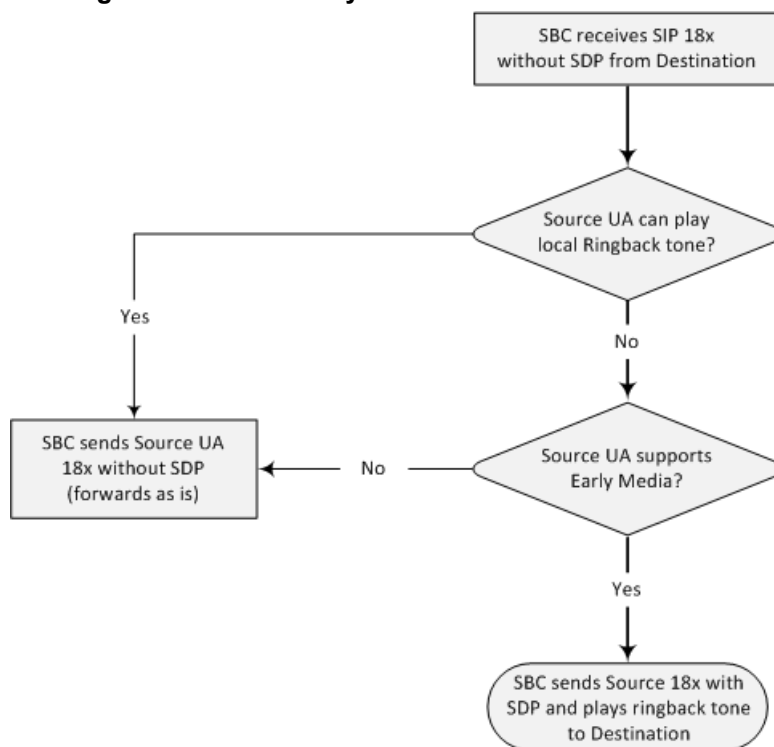 SBC receives SIP 18x
without SDP from Destination
Source UA can play
local Ringback tone?
Yes
No
SBC sends Source UA
18x without SDP
(forwards as is)
No
Source UA supports
Early Media?
Yes
SBC sends Source 18x with
SDP and plays ringback tone
to Destination